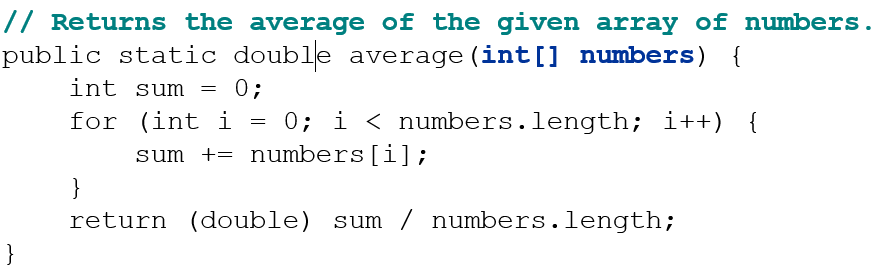 // Returns the average of the given array of numbers.
public static double average(int[] numbers) {
    int sum = 0;
    for (int i = 0; i < numbers.length; i++) {
        sum += numbers[i];
    }
    return (double) sum / numbers.length;
}